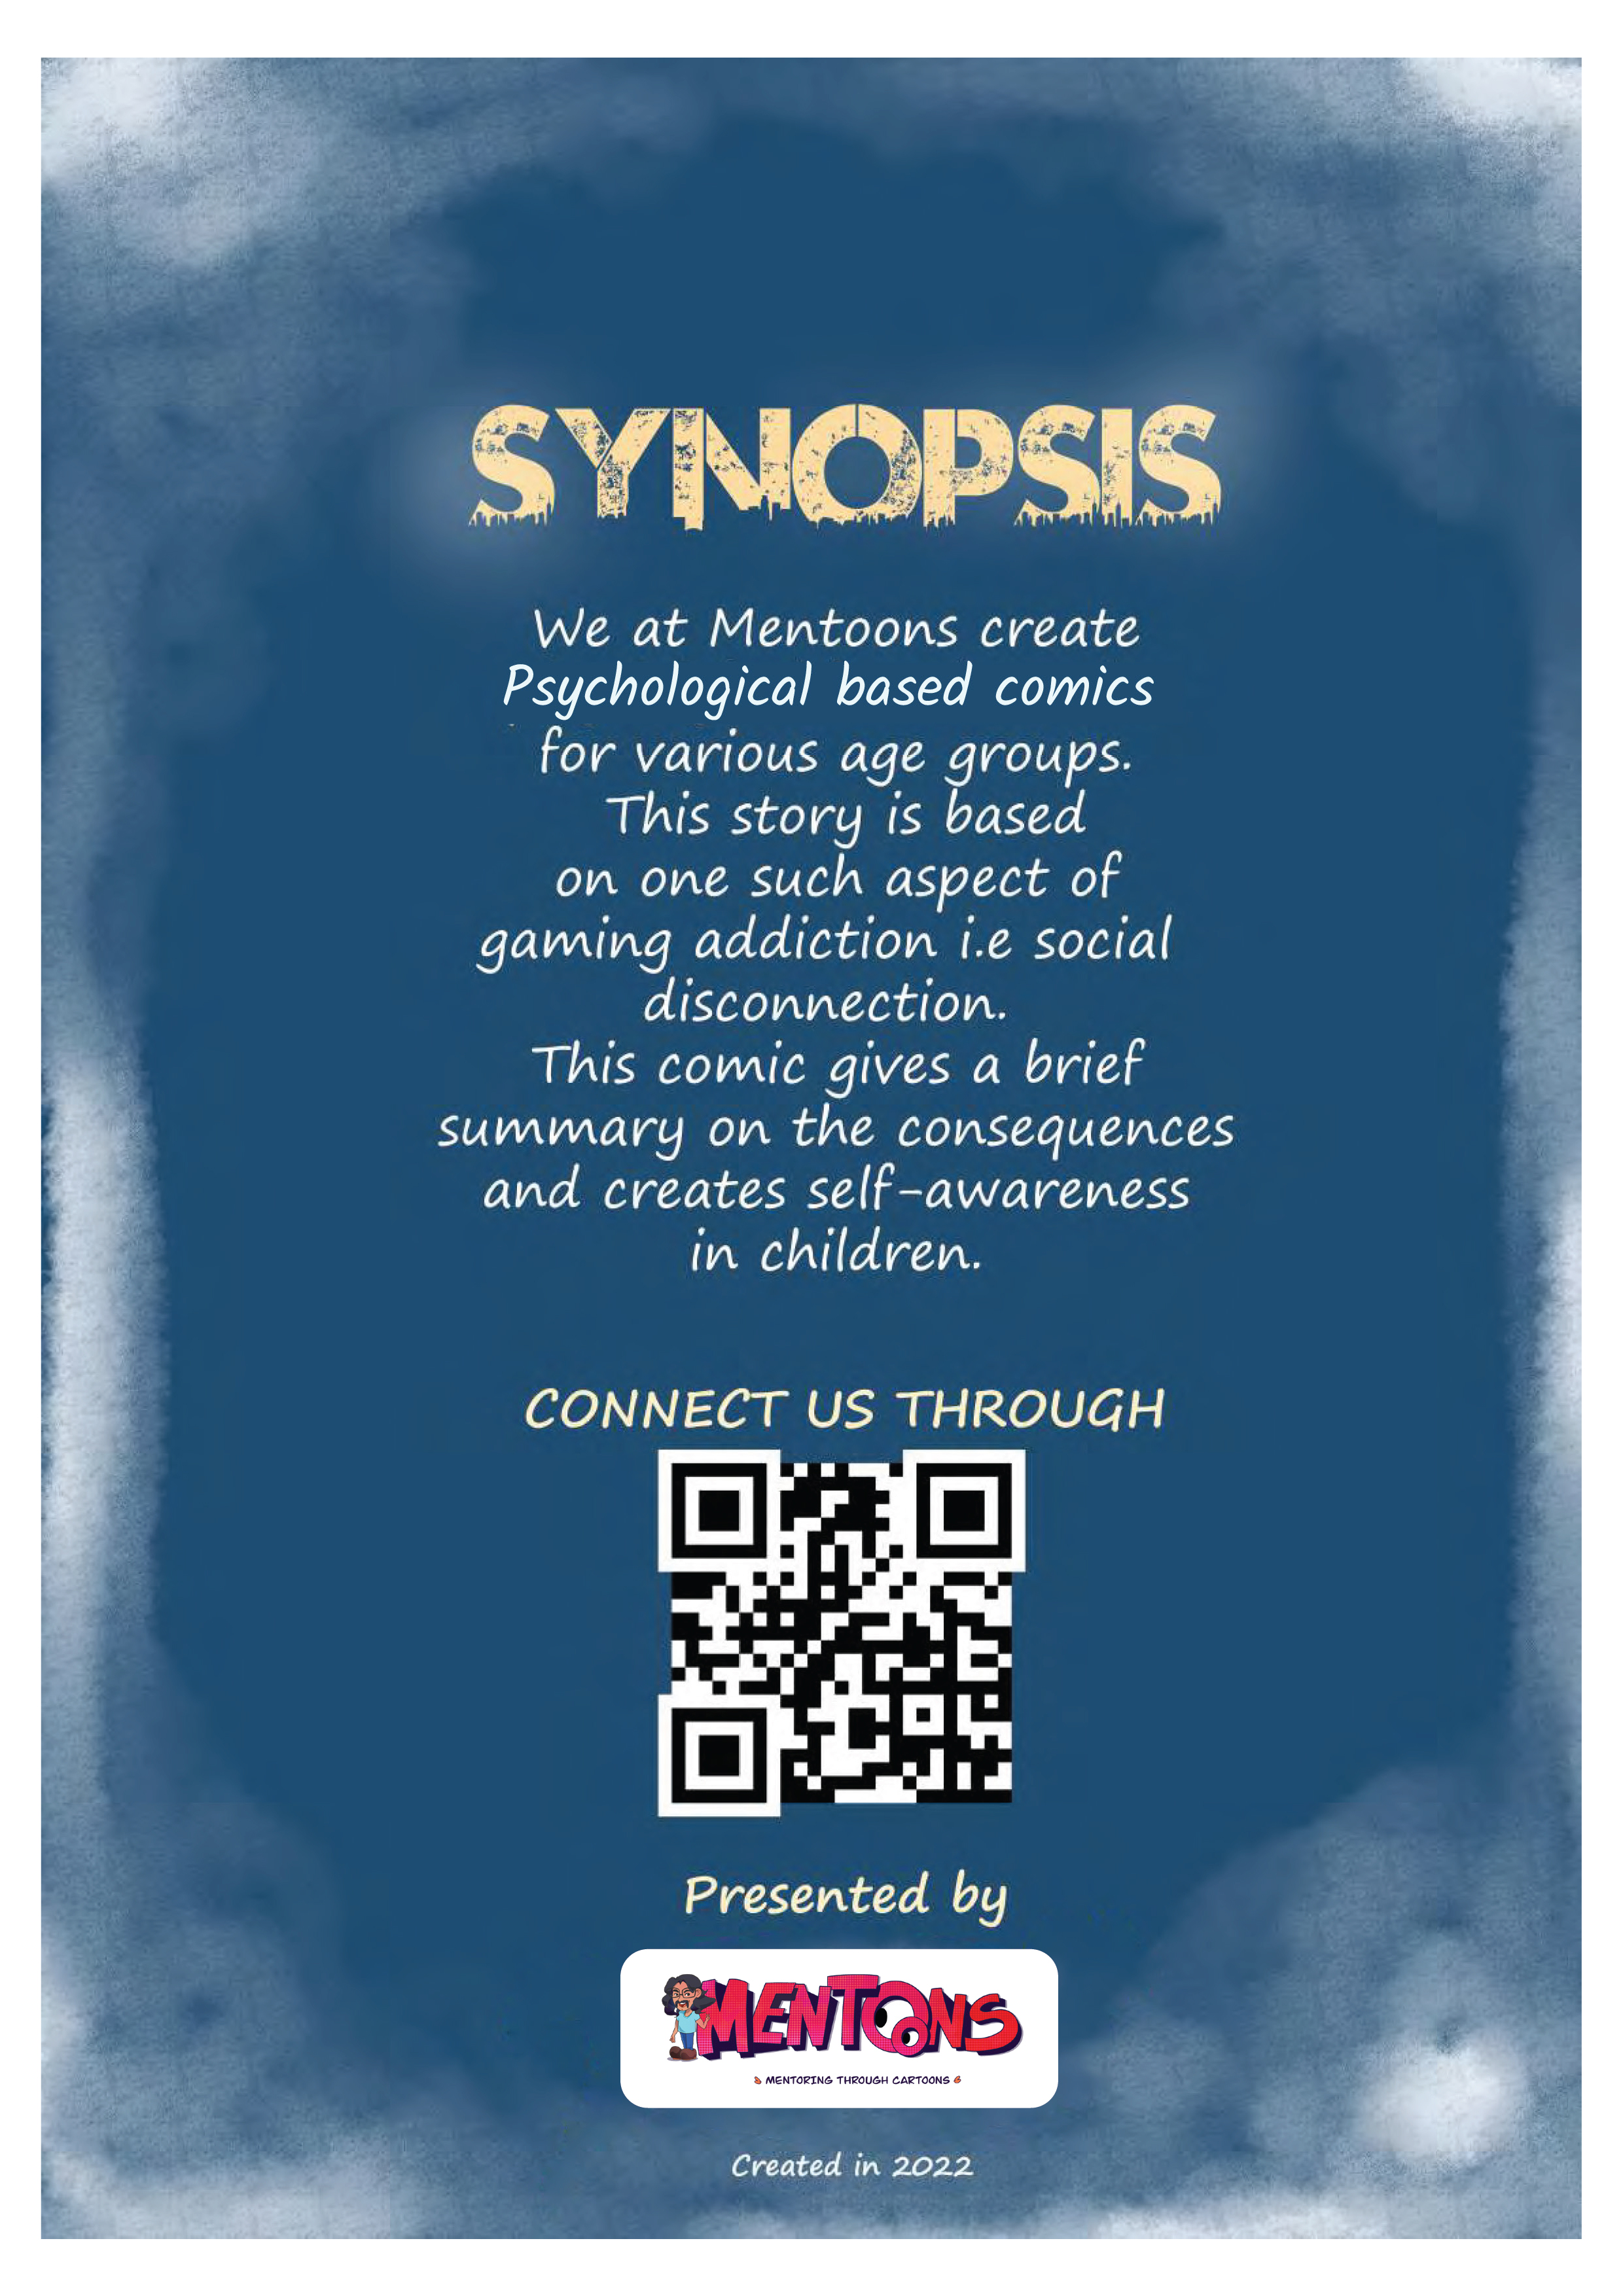 SYNOPSIS
We at Mentoons create
Psychological based comics
for various age groups.
This story is based
on one such aspect of
gaming addiction i.e social
disconnection.
This comic gives a brief
summary on the consequences
and creates self-awareness
in children.
CONNECT US THROUGH
Presented by
MENTOONS
MENTORING THROUGH CARTOONS
Created in 2022